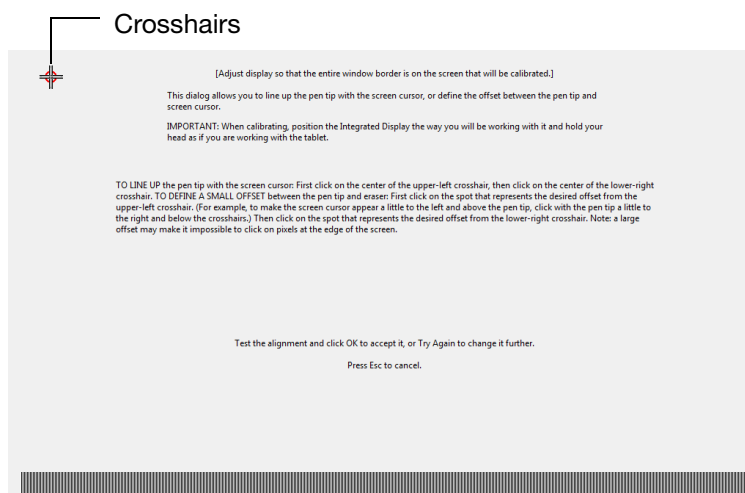 Crosshairs
[Adjust display so that the entire window border is on the screen that will be calibrated.]
This dialog allows you to line up the pen tip with the screen cursor, or define the offset between the pen tip and
screen cursor.
IMPORTANT: When calibrating, position the Integrated Display the way you will be working with it and hold your
head as if you are working with the tablet.
TO LINE UP the pen tip with the screen cursor: First click on the center of the upper-left crosshair, then click on the center of the lower-right
crosshair. TO DEFINE A SMALL OFFSET between the pen tip and eraser: First click on the spot that represents the desired offset from the
upper-left crosshair. (For example, to make the screen cursor appear a little to the left and above the pen tip, click with the pen tip a little to
the right and below the crosshairs.) Then click on the spot that represents the desired offset from the lower-right crosshair. Note: a large
offset may make it impossible to click on pixels at the edge of the screen.
Test the alignment and click OK to accept it, or Try Again to change it further.
Press Esc to cancel.